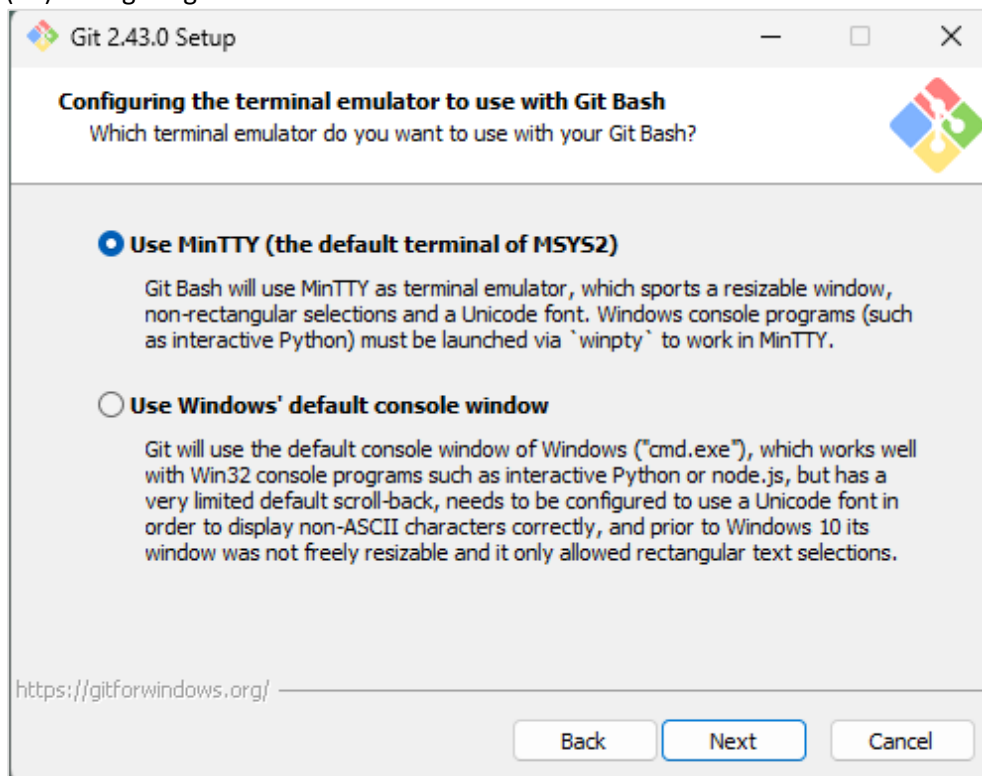 Git 2.43.0 Setup
Configuring the terminal emulator to use with Git Bash
Which terminal emulator do you want to use with your Git Bash?
Use MinTTY (the default terminal of MSYS2)
Git Bash will use MinTTY as terminal emulator, which sports a resizable window,
non-rectangular selections and a Unicode font. Windows console programs (such
as interactive Python) must be launched via `winpty` to work in MinTTY.
Use Windows' default console window
Git will use the default console window of Windows ("cmd.exe"), which works well
with Win32 console programs such as interactive Python or node.js, but has a
very limited default scroll-back, needs to be configured to use a Unicode font in
order to display non-ASCII characters correctly, and prior to Windows 10 its
window was not freely resizable and it only allowed rectangular text selections.
https://gitforwindows.org/
Back Next Cancel